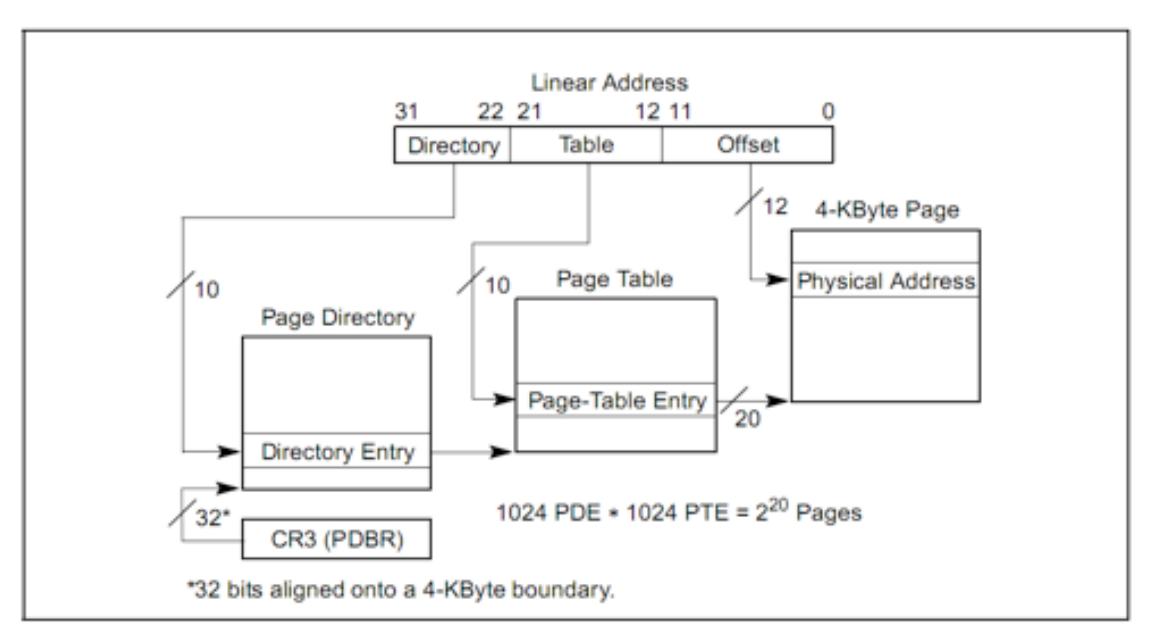 Linear Address
31 22 21 12 11 0
Directory Table Offset
12 4-KByte Page
10 10 Page Table Physical Address
Page Directory
Page-Table Entry
20
Directory Entry
32*
1024 PDE * 1024 PTE = 2²⁰ Pages
CR3 (PDBR)
*32 bits aligned onto a 4-KByte boundary.